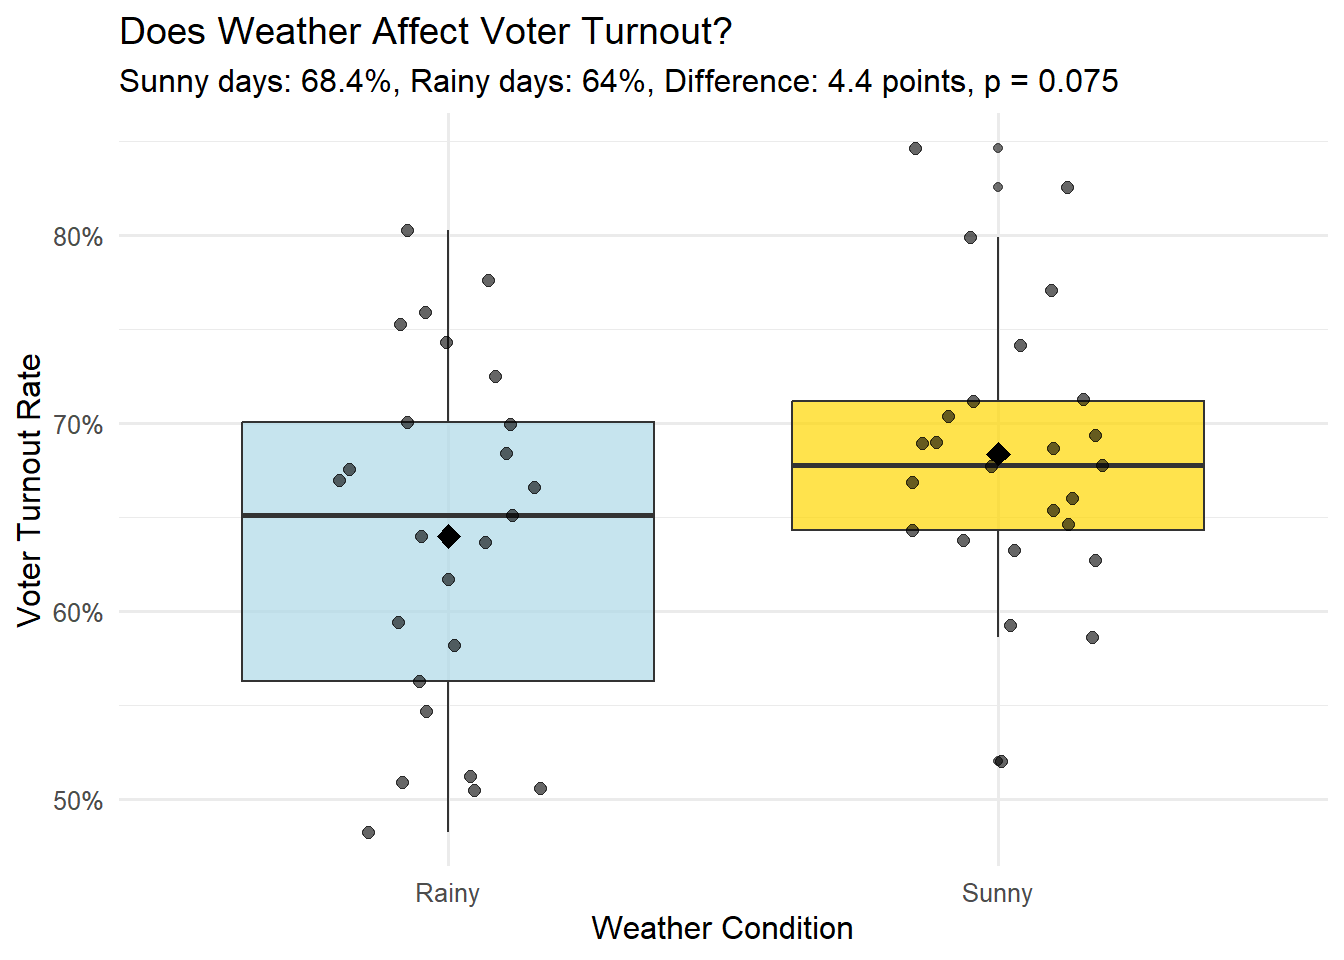 Does Weather Affect Voter Turnout?
Sunny days: 68.4%, Rainy days: 64%, Difference: 4.4 points, p = 0.075
Voter Turnout Rate
80%
70%
60%
50%
Rainy
Sunny
Weather Condition